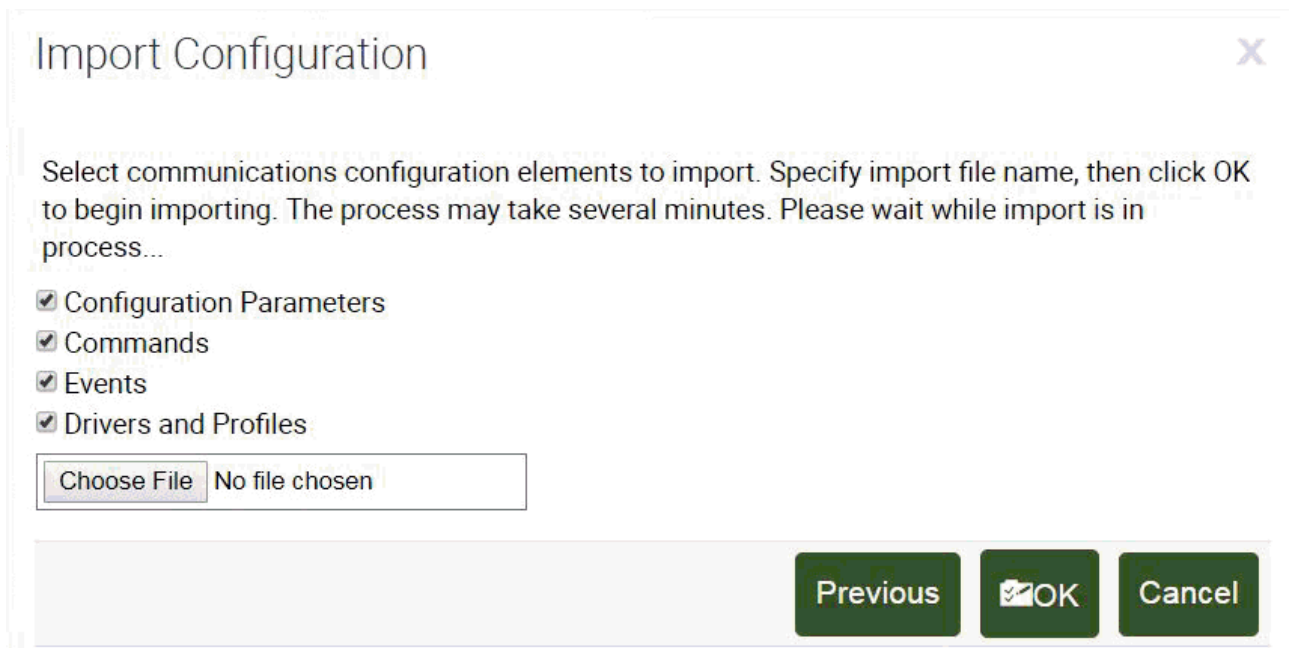 Import Configuration
X
Select communications configuration elements to import. Specify import file name, then click OK
to begin importing. The process may take several minutes. Please wait while import is in
process...
Configuration Parameters
Commands
Events
Drivers and Profiles
Choose File No file chosen
Previous OK Cancel